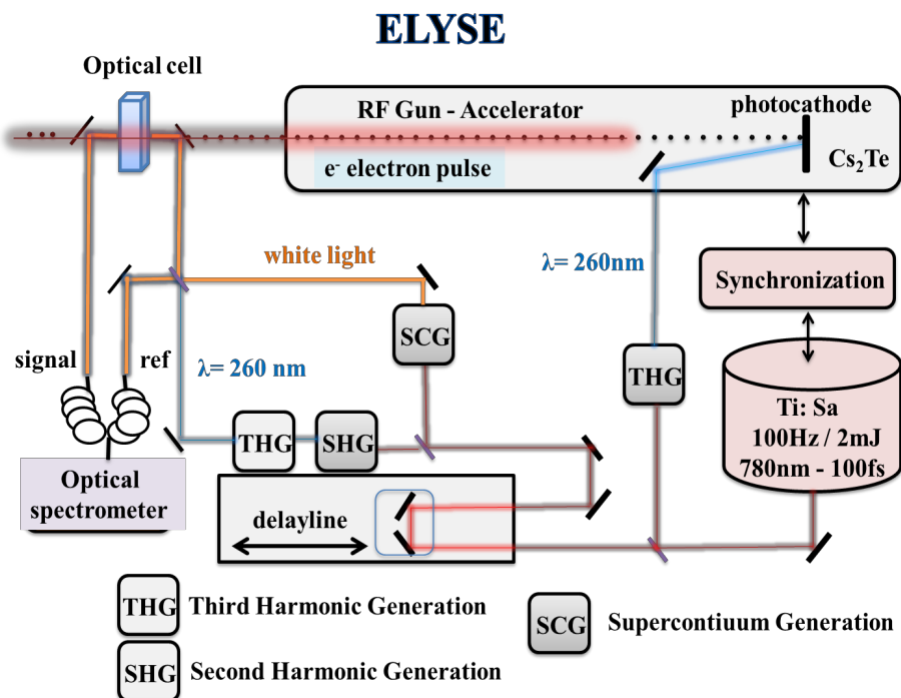 ELYSE
Optical cell
RF Gun - Accelerator
photocathode
e⁻ electron pulse
Cs₂Te
white light
λ= 260nm
Synchronization
SCG
signal
ref
λ= 260 nm
THG
Ti: Sa
100Hz / 2mJ
780nm - 100fs
THG
SHG
Optical
spectrometer
delayline
THG
Third Harmonic Generation
SCG
Supercontiuum Generation
SHG
Second Harmonic Generation